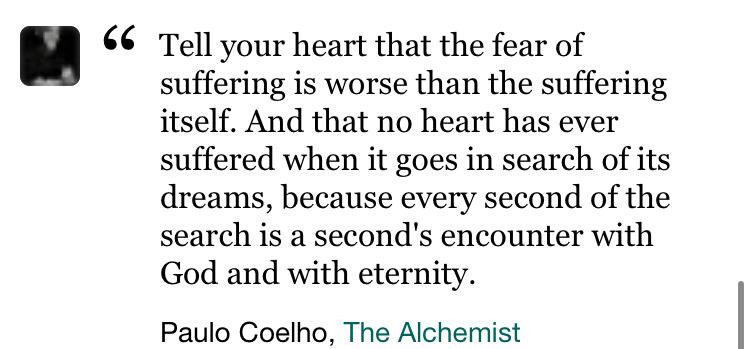 “ Tell your heart that the fear of
suffering is worse than the suffering
itself. And that no heart has ever
suffered when it goes in search of its
dreams, because every second of the
search is a second's encounter with
God and with eternity.
Paulo Coelho, The Alchemist